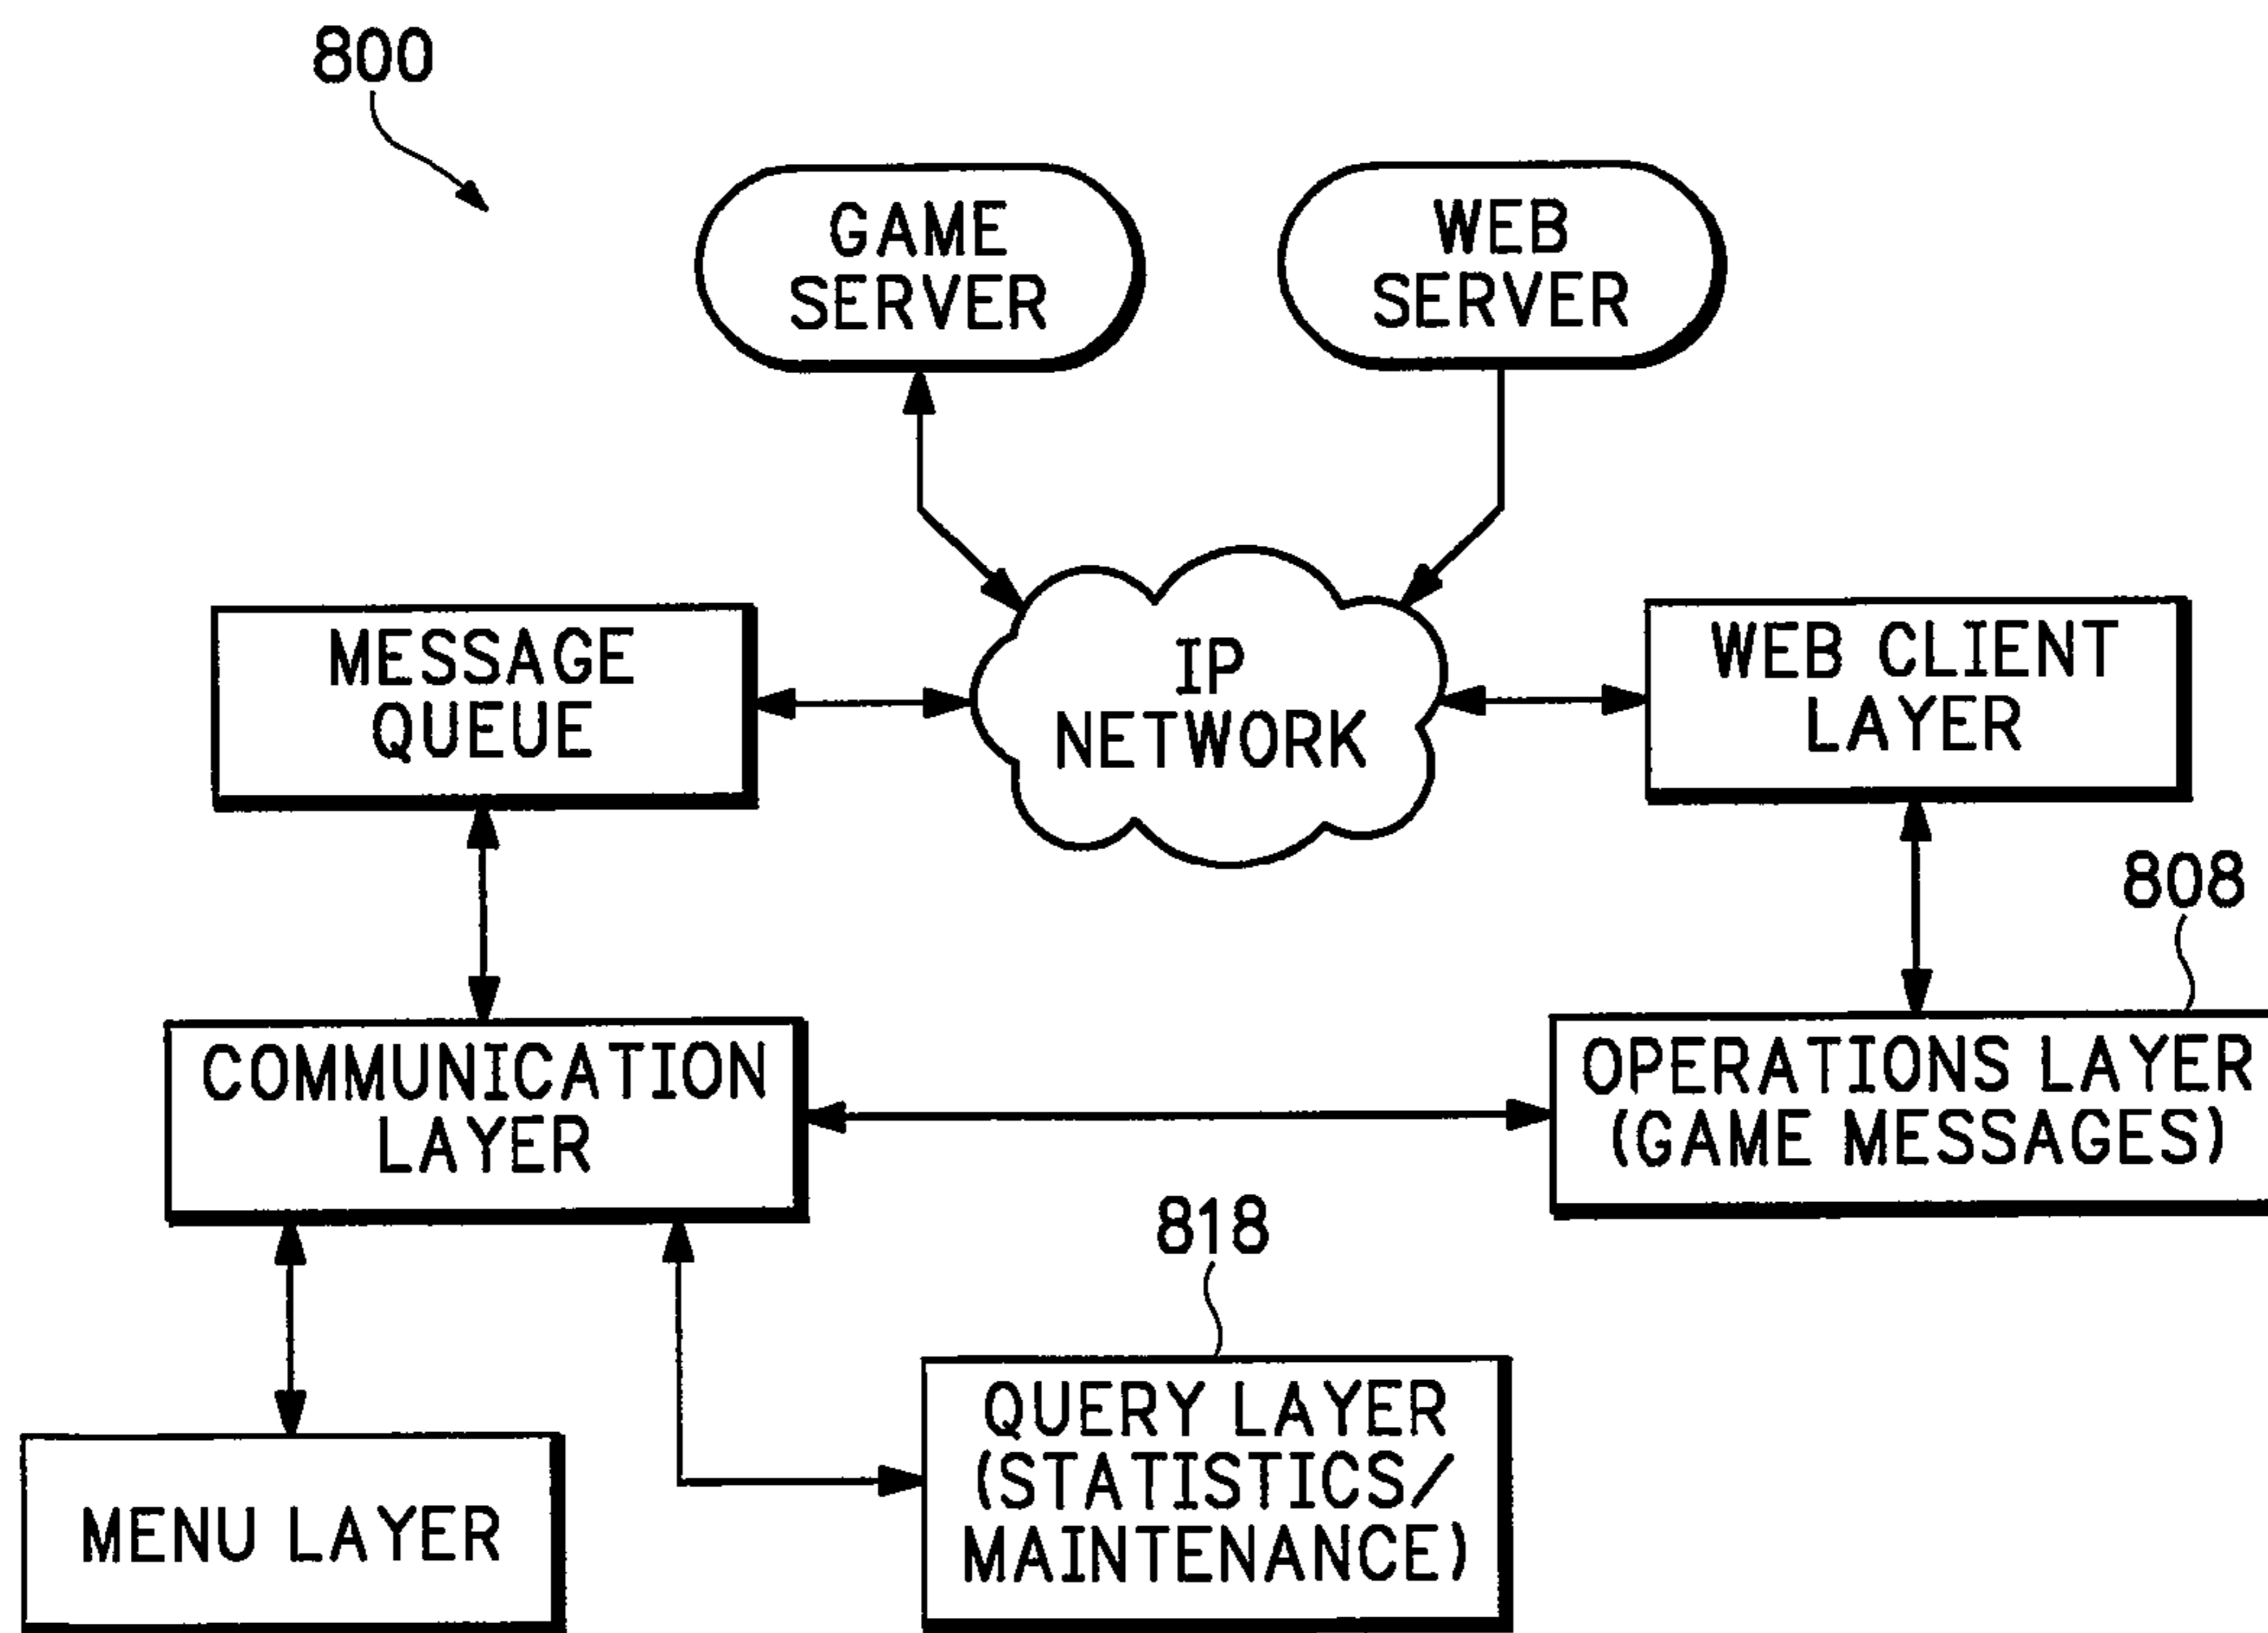 800
GAME
SERVER
WEB
SERVER
MESSAGE
QUEUE
IP
NETWORK
WEB CLIENT
LAYER
808
COMMUNICATION
LAYER
OPERATIONS LAYER
(GAME MESSAGES)
818
QUERY LAYER
(STATISTICS/
MAINTENANCE)
MENU LAYER